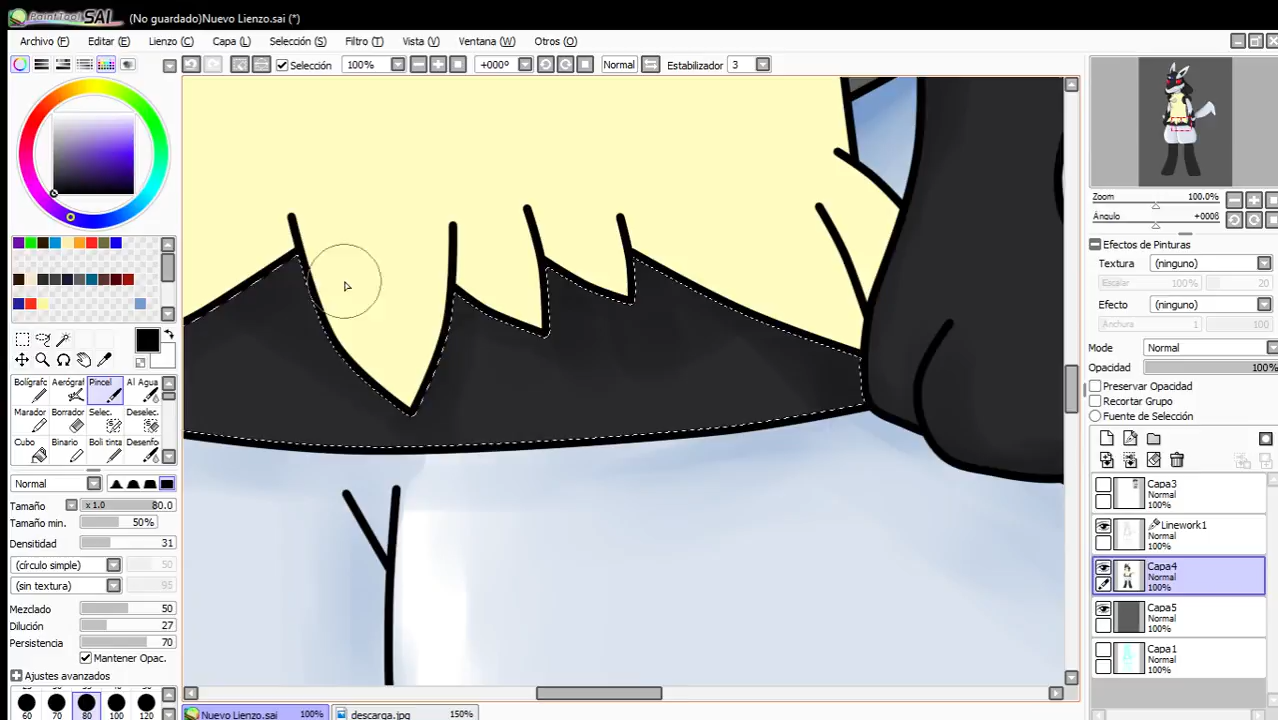 PaintTool SAI (No guardado)Nuevo Lienzo.sai (*)
Archivo (F) Editar (E) Lienzo (C) Capa (L) Selección (S) Filtro (T) Vista (V) Ventana (W) Otros (O)
Selección 100% +000° Normal Estabilizador 3
Zoom 100.0%
Ángulo +0006
Efectos de Pinturas
Textura (ninguno)
Escalar 100% 20
Efecto (ninguno)
Anchura 1 100
Modo Normal
Opacidad 100%
Preservar Opacidad
Recortar Grupo
Fuente de Selección
Bolígrafo Aerógrafo Pincel Al Agua
Marador Borrador Selec. Deselec.
Cubo Binario Boli tinta Desenfo
Normal
Tamaño x 1.0 80.0
Tamaño min. 50%
Densitidad 31
(círculo simple) 50
(sin textura) 95
Mezclado 50
Dilución 27
Persistencia 70
Mantener Opac.
Ajustes avanzados
60 70 80 100 120
Capa3
Normal
100%
Linework1
Normal
100%
Capa4
Normal
100%
Capa5
Normal
100%
Capa1
Normal
100%
Nuevo Lienzo.sai 100% descarga.jpg 150%